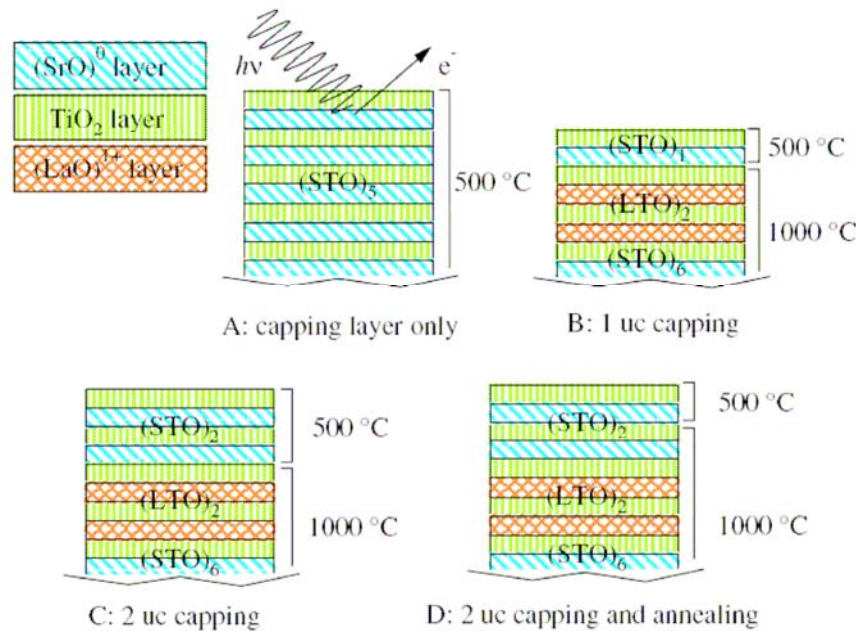 (SrO)⁰ layer
TiO₂ layer
(LaO)¹⁺ layer
hν
e⁻
(STO)₅
500 °C
A: capping layer only
(STO)₁
500 °C
(LTO)₂
1000 °C
(STO)₆
B: 1 uc capping
(STO)₂
500 °C
(LTO)₂
1000 °C
(STO)₆
C: 2 uc capping
500 °C
(STO)₂
(LTO)₂
1000 °C
(STO)₆
D: 2 uc capping and annealing